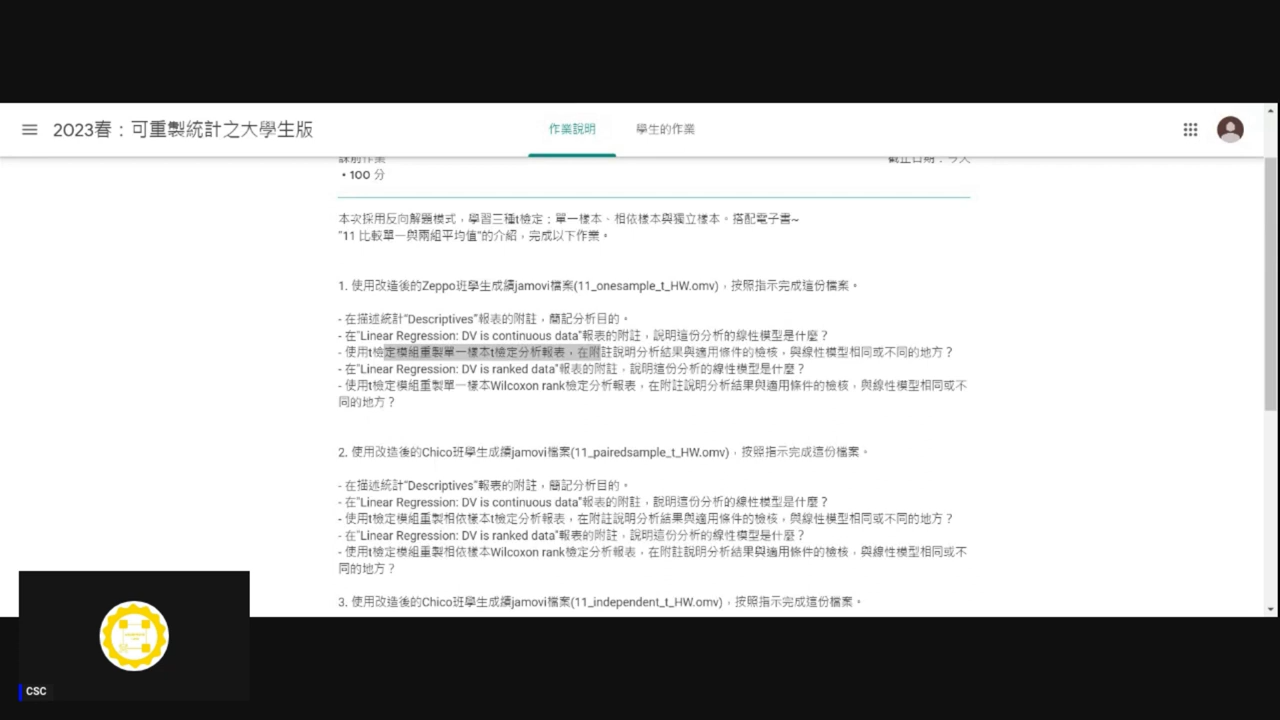 2023春：可重製統計之大學生版
作業說明
學生的作業
課別作業
截止日期：今天
•100 分
本次採用反向解題模式，學習三種t檢定：單一樣本、相依樣本與獨立樣本。搭配電子書~
"11 比較單一與兩組平均值"的介紹，完成以下作業。
1. 使用改造後的Zeppo班學生成績jamovi檔案(11_onesample_t_HW.omv)，按照指示完成這份檔案。
- 在描述統計"Descriptives"報表的附註，簡記分析目的。
- 在"Linear Regression: DV is continuous data"報表的附註，說明這份分析的線性模型是什麼？
- 使用t檢定模組重製單一樣本t檢定分析報表，在附註說明分析結果與適用條件的檢核，與線性模型相同或不同的地方？
- 在"Linear Regression: DV is ranked data"報表的附註，說明這份分析的線性模型是什麼？
- 使用t檢定模組重製單一樣本Wilcoxon rank檢定分析報表，在附註說明分析結果與適用條件的檢核，與線性模型相同或不
同的地方？
2. 使用改造後的Chico班學生成績jamovi檔案(11_pairedsample_t_HW.omv)，按照指示完成這份檔案。
- 在描述統計"Descriptives"報表的附註，簡記分析目的。
- 在"Linear Regression: DV is continuous data"報表的附註，說明這份分析的線性模型是什麼？
- 使用t檢定模組重製相依樣本t檢定分析報表，在附註說明分析結果與適用條件的檢核，與線性模型相同或不同的地方？
- 在"Linear Regression: DV is ranked data"報表的附註，說明這份分析的線性模型是什麼？
- 使用t檢定模組重製相依樣本Wilcoxon rank檢定分析報表，在附註說明分析結果與適用條件的檢核，與線性模型相同或不
同的地方？
3. 使用改造後的Chico班學生成績jamovi檔案(11_independent_t_HW.omv)，按照指示完成這份檔案。
CSC